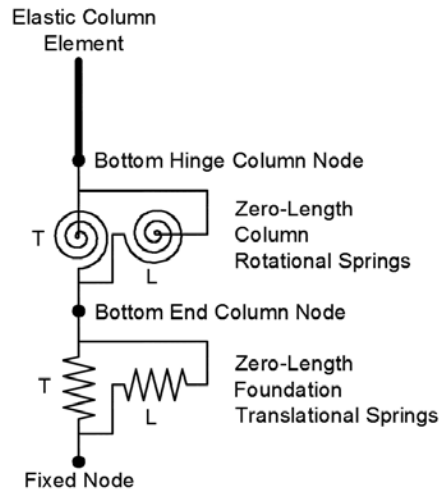 Elastic Column
Element
Bottom Hinge Column Node
Zero-Length
Column
Rotational Springs
T
L
Bottom End Column Node
Zero-Length
Foundation
Translational Springs
T
L
Fixed Node